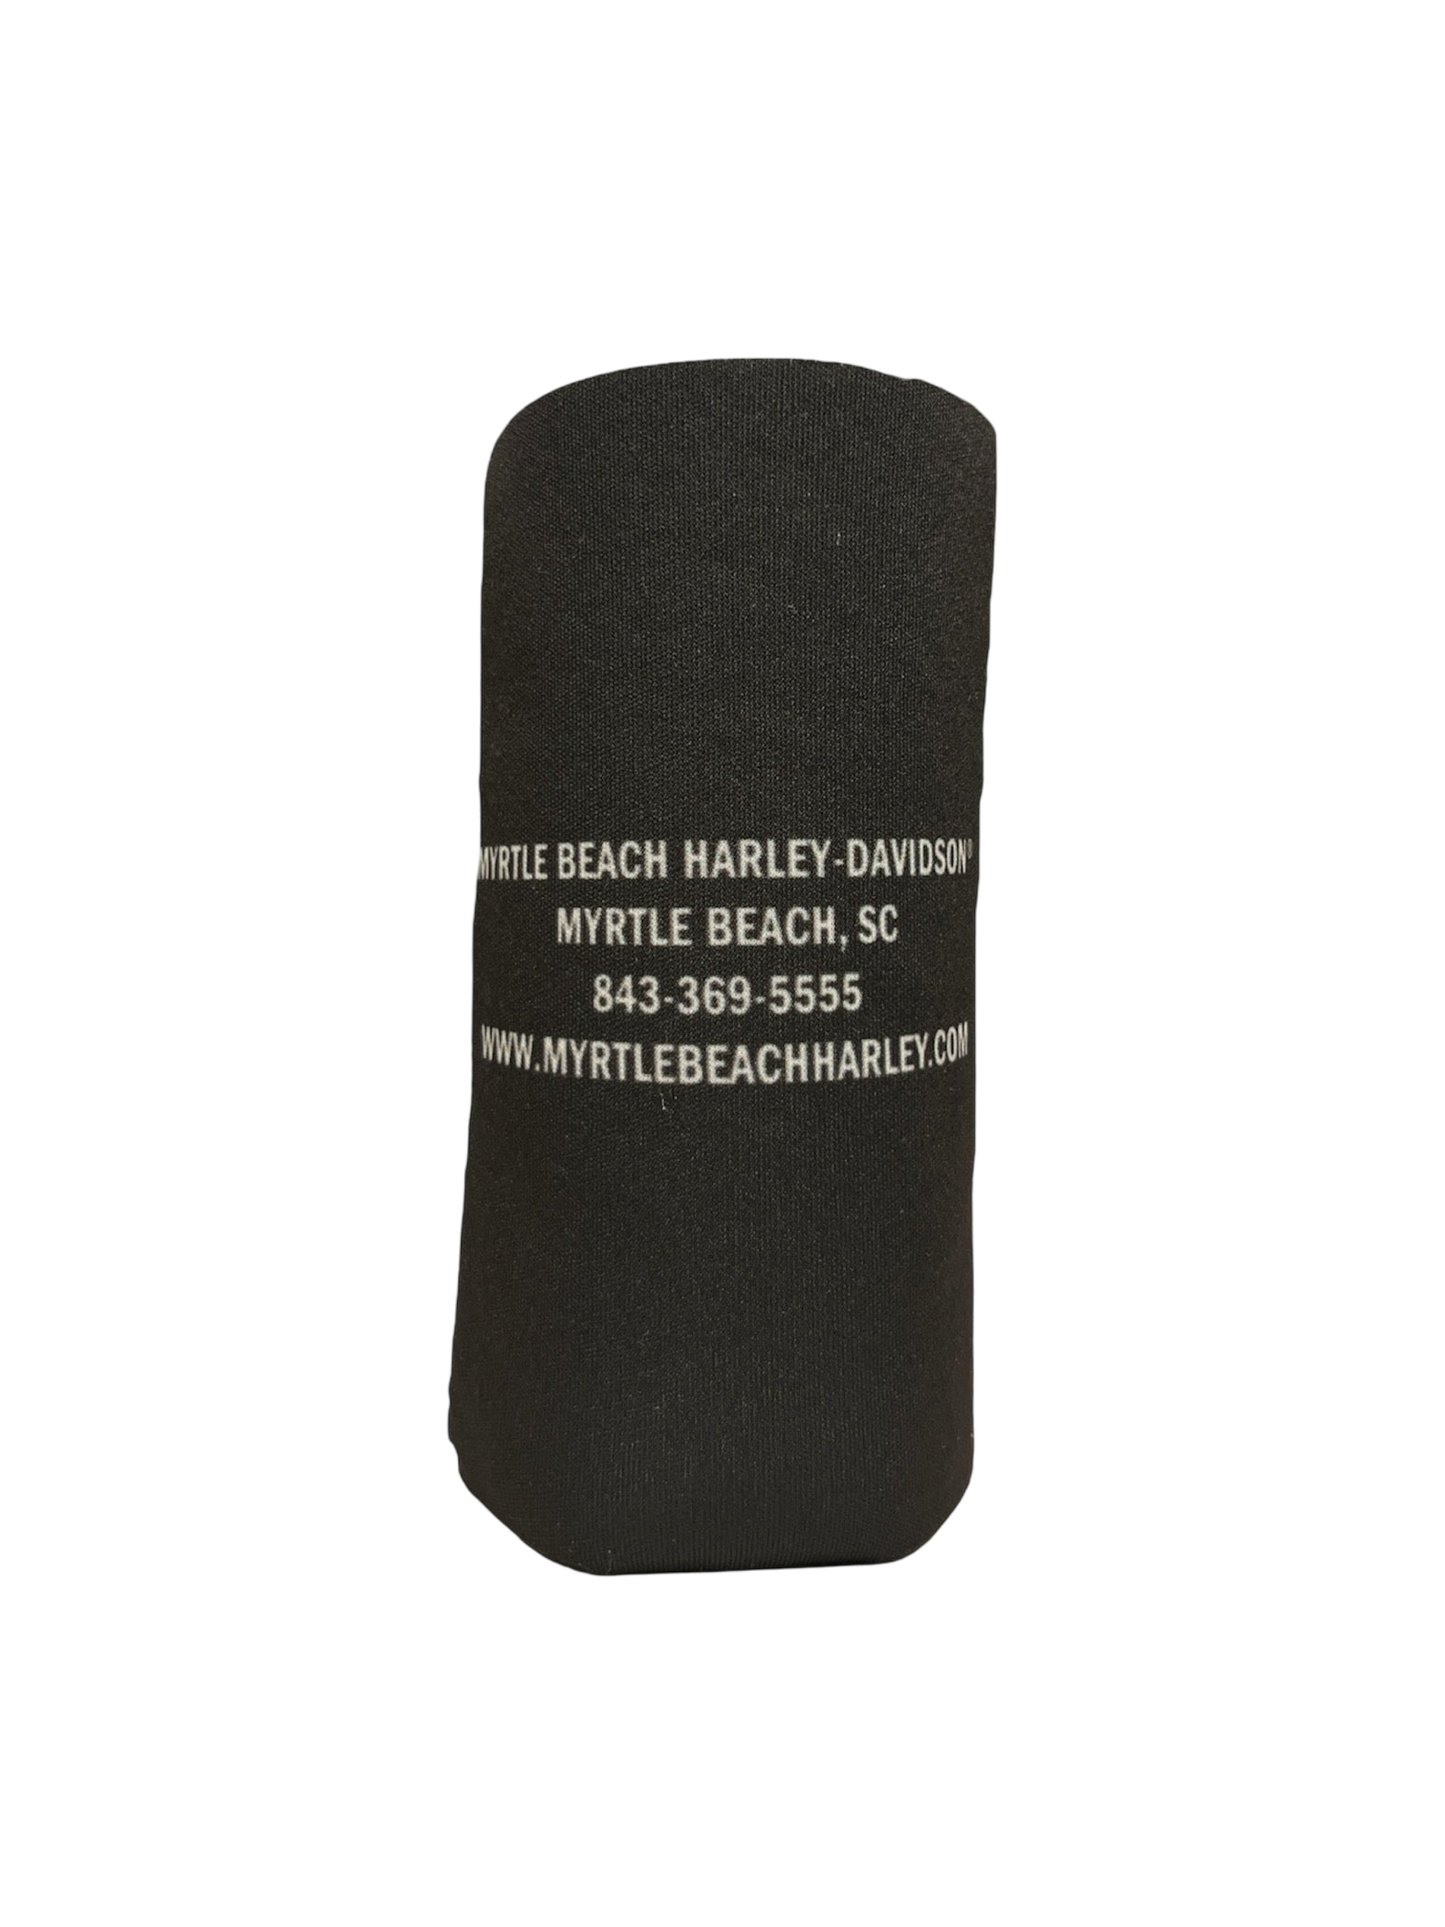 MYRTLE BEACH HARLEY-DAVIDSON®
MYRTLE BEACH, SC
843-369-5555
WWW.MYRTLEBEACHHARLEY.COM